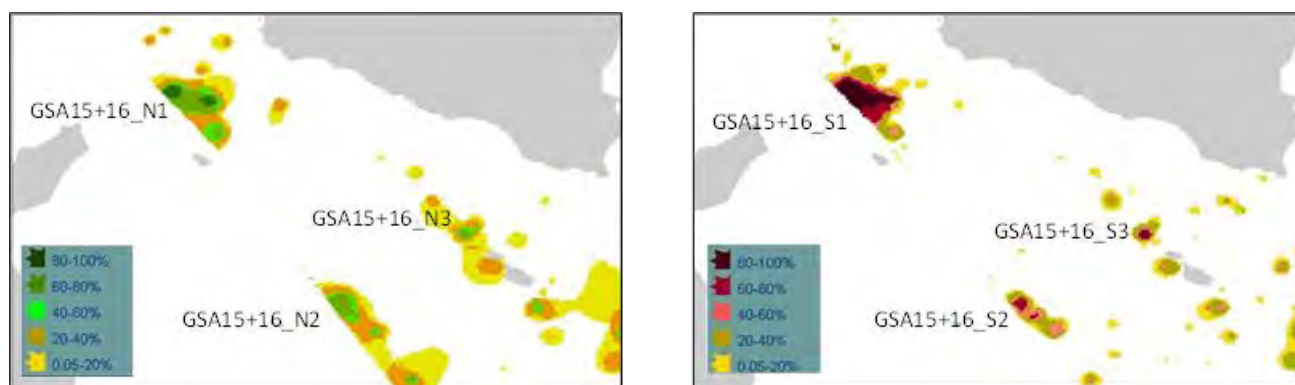 GSA15+16_N1
GSA15+16_N3
GSA15+16_N2
80-100%
60-80%
40-60%
20-40%
0.05-20%
GSA15+16_S1
GSA15+16_S3
GSA15+16_S2
80-100%
60-80%
40-60%
20-40%
0.05-20%